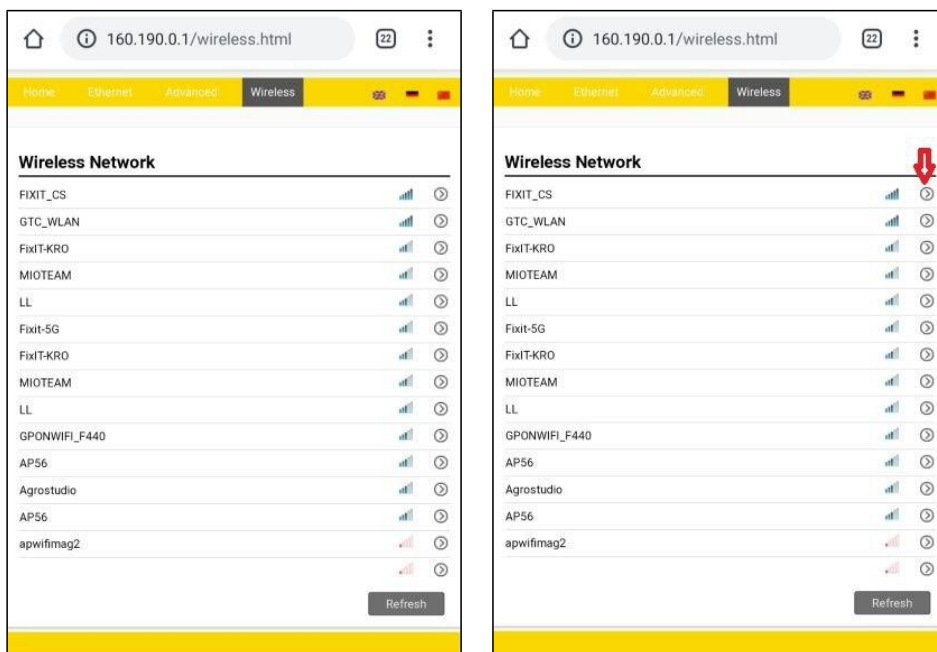 160.190.0.1/wireless.html 22
Home Ethernet Advanced Wireless
Wireless Network
FIXIT_CS
GTC_WLAN
FixIT-KRO
MIOTEAM
LL
Fixit-5G
FixIT-KRO
MIOTEAM
LL
GPONWIFI_F440
AP56
Agrostudio
AP56
apwifimag2
Refresh
160.190.0.1/wireless.html 22
Home Ethernet Advanced Wireless
Wireless Network
FIXIT_CS
GTC_WLAN
FixIT-KRO
MIOTEAM
LL
Fixit-5G
FixIT-KRO
MIOTEAM
LL
GPONWIFI_F440
AP56
Agrostudio
AP56
apwifimag2
Refresh